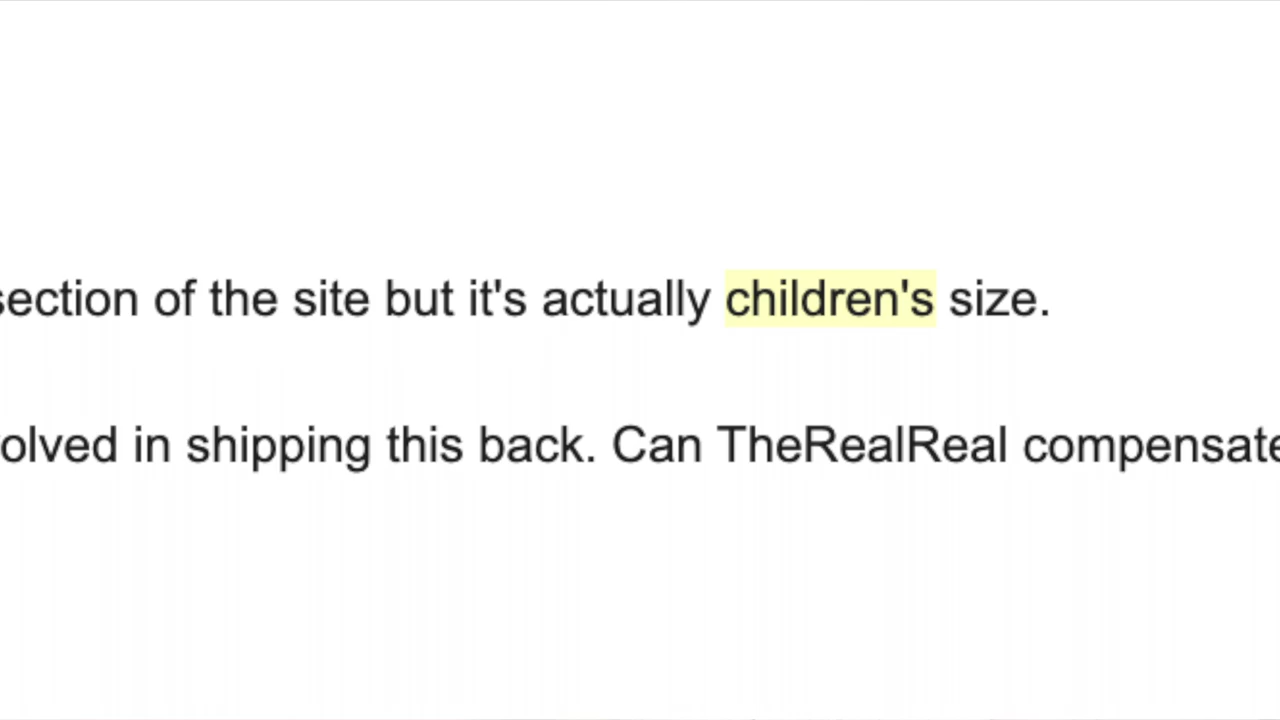 section of the site but it's actually children's size.
olved in shipping this back. Can TheRealReal compensate